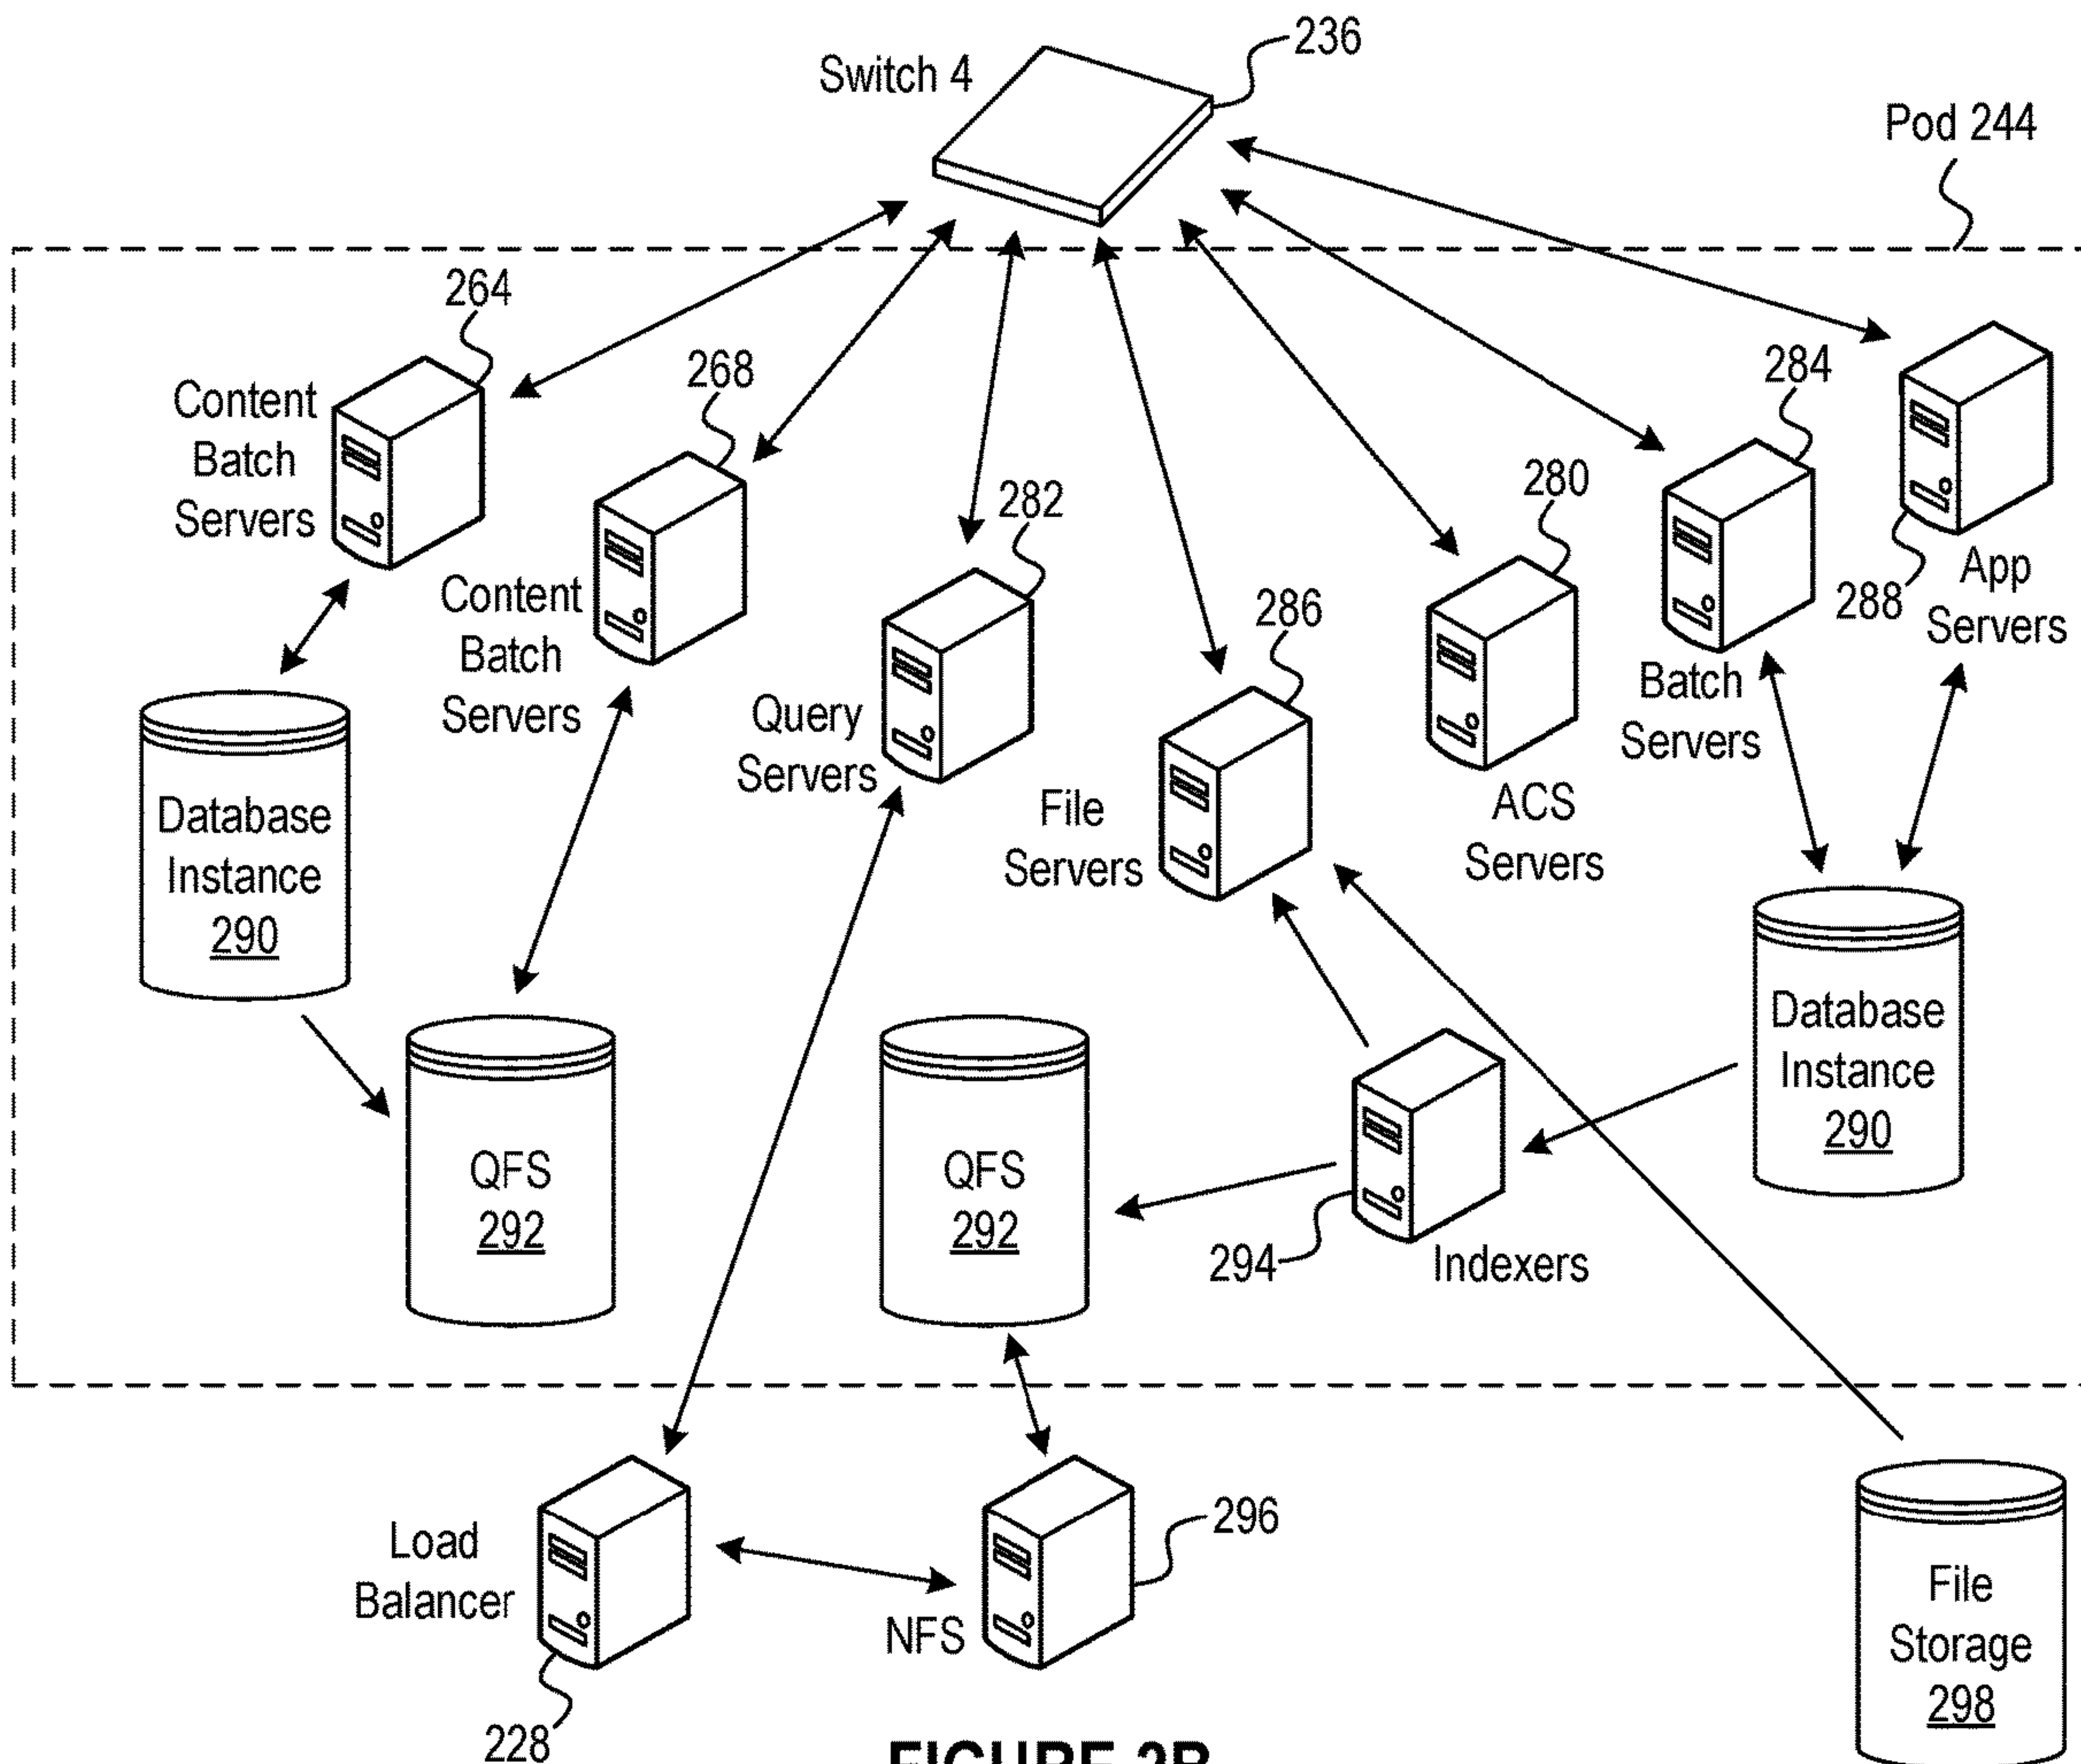 236
Switch 4
Pod 244
264
Content
Batch
Servers
268
Content
Batch
Servers
282
Query
Servers
286
File
Servers
280
ACS
Servers
284
Batch
Servers
288
App
Servers
Database
Instance
290
QFS
292
QFS
292
294
Indexers
Database
Instance
290
Load
Balancer
228
NFS
296
File
Storage
298
FIGURE 2B